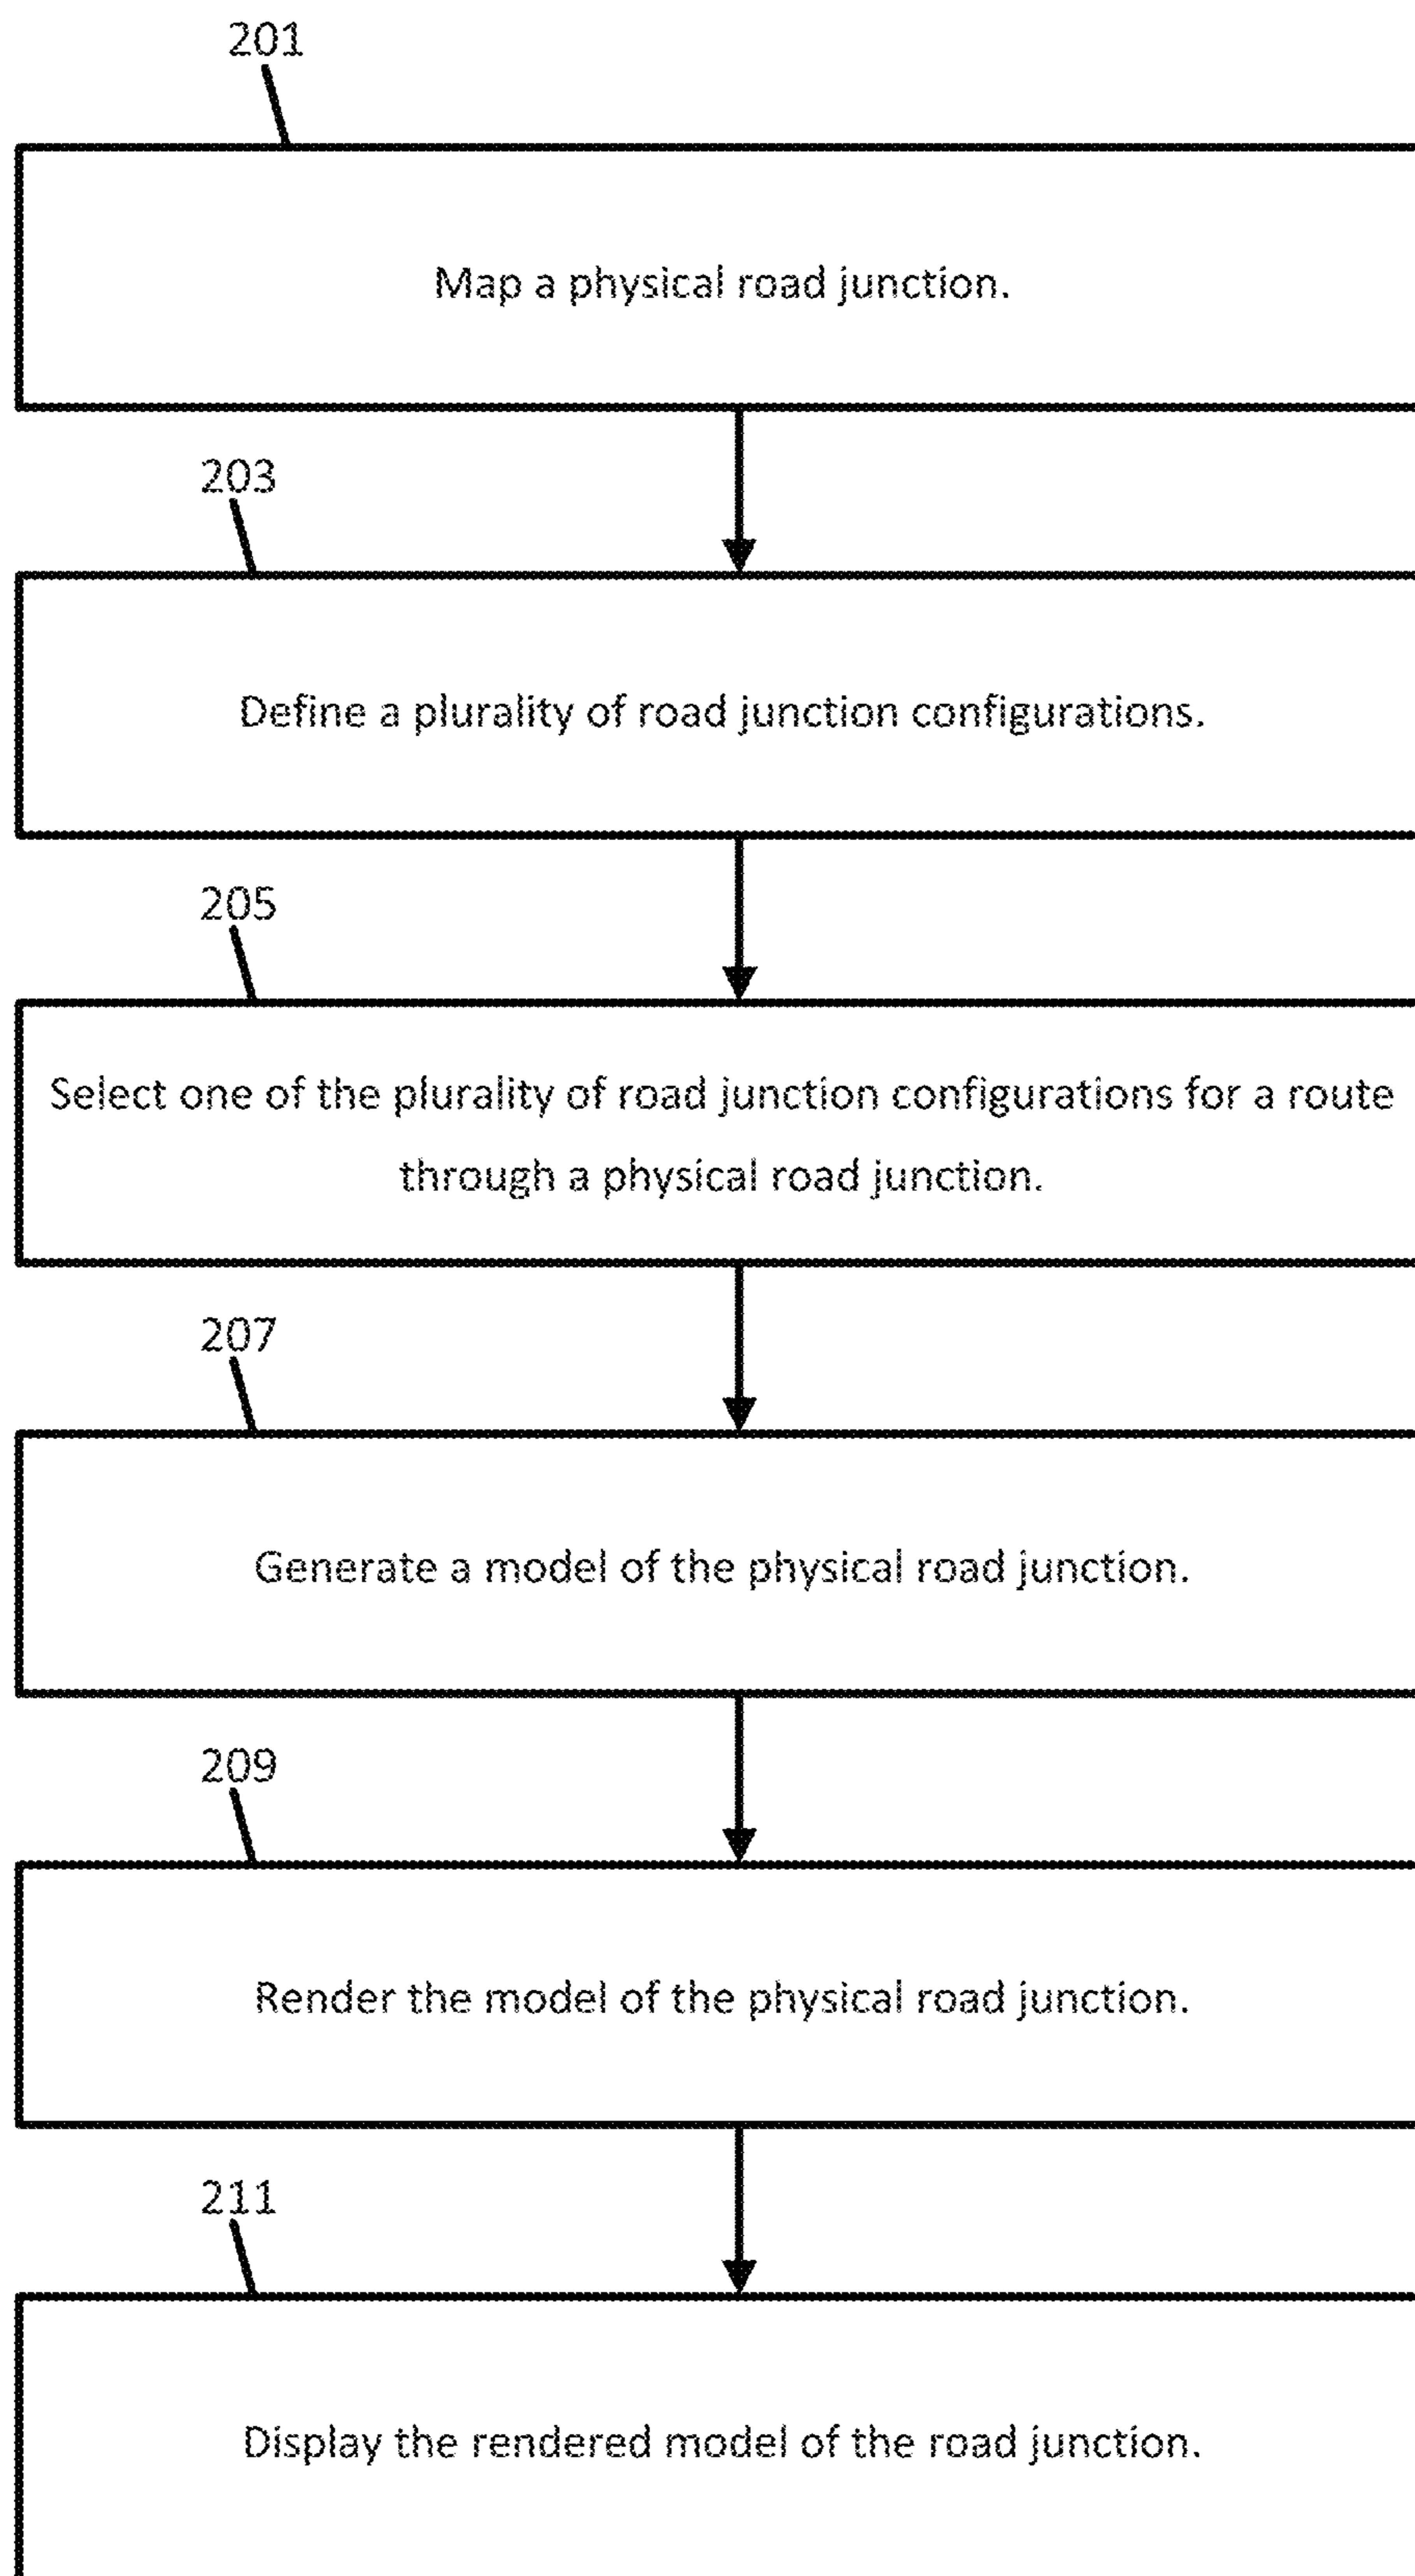 201
Map a physical road junction.
203
Define a plurality of road junction configurations.
205
Select one of the plurality of road junction configurations for a route
through a physical road junction.
207
Generate a model of the physical road junction.
209
Render the model of the physical road junction.
211
Display the rendered model of the road junction.